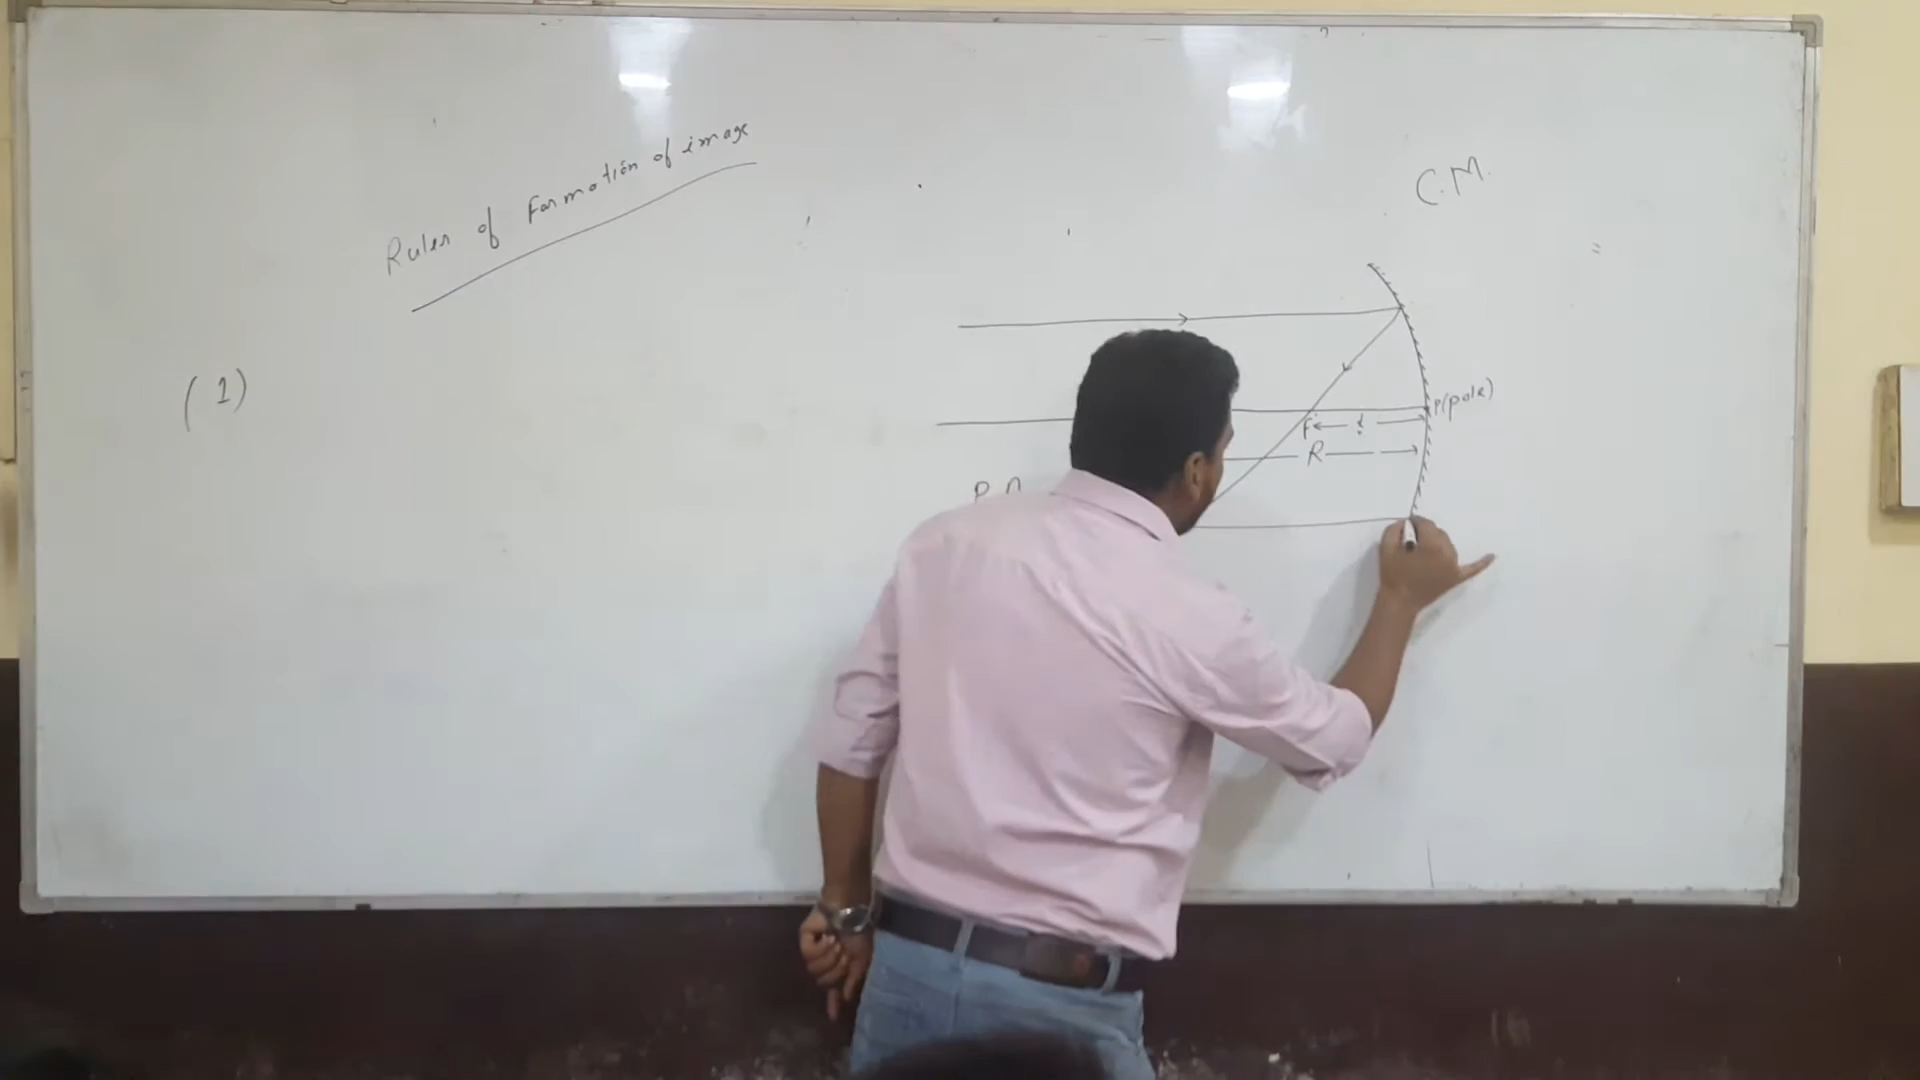 Rules of Formation of image
(1)
C.M.
P(pole)
F f
R
P.